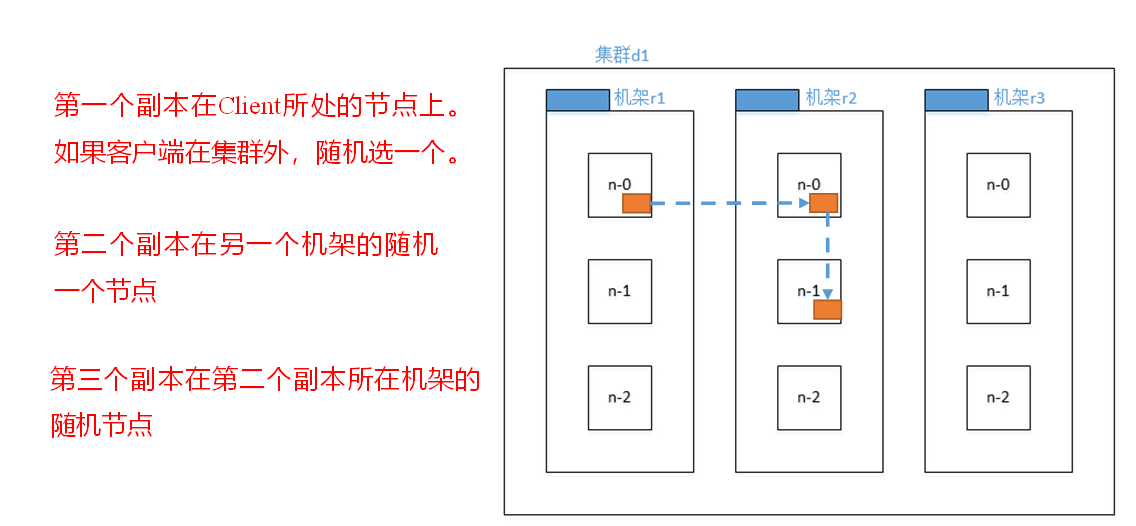 第一个副本在Client所处的节点上。
如果客户端在集群外，随机选一个。
第二个副本在另一个机架的随机
一个节点
第三个副本在第二个副本所在机架的
随机节点
集群d1
机架r1
机架r2
机架r3
n-0
n-0
n-0
n-1
n-1
n-1
n-2
n-2
n-2